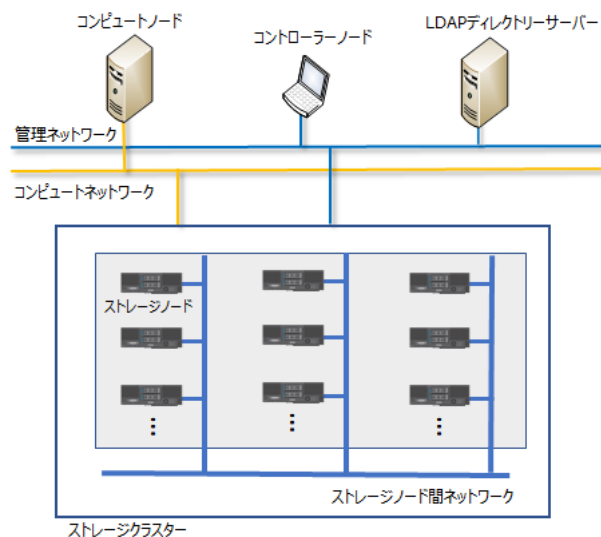 コンピュートノード
コントローラーノード
LDAPディレクトリーサーバー
管理ネットワーク
コンピュートネットワーク
ストレージノード
ストレージノード間ネットワーク
ストレージクラスター